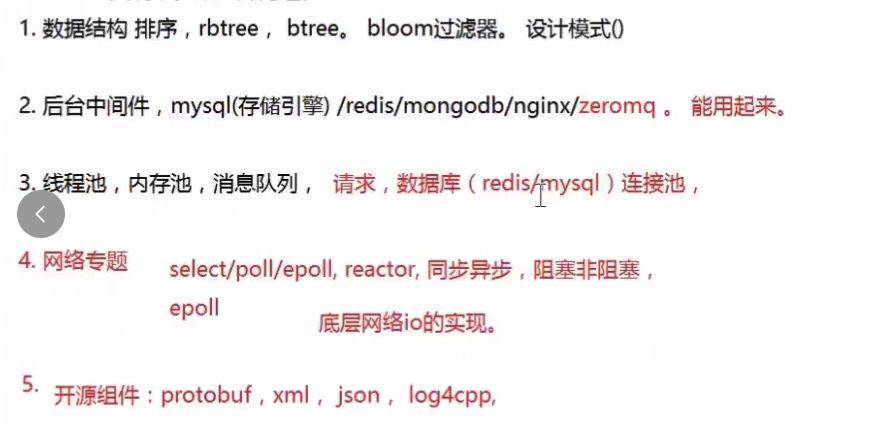 1. 数据结构 排序，rbtree， btree。 bloom过滤器。 设计模式()
2. 后台中间件，mysql(存储引擎) /redis/mongodb/nginx/zeromq 。 能用起来。
3. 线程池，内存池，消息队列， 请求，数据库（redis/mysql）连接池，
4. 网络专题 select/poll/epoll, reactor, 同步异步，阻塞非阻塞，
epoll
底层网络io的实现。
5. 开源组件：protobuf，xml， json， log4cpp,